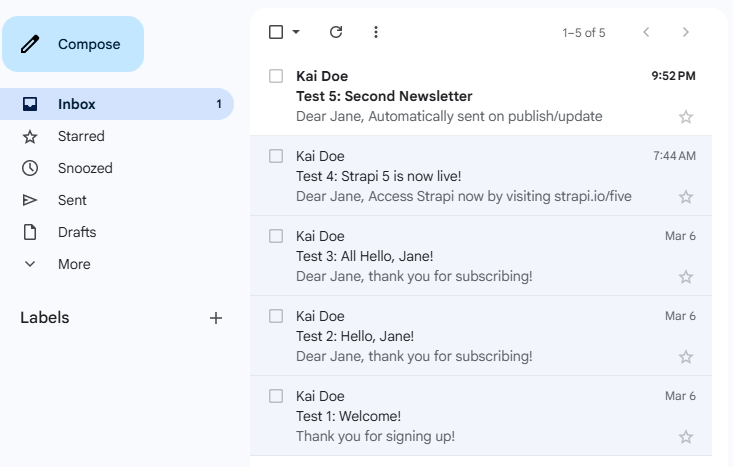 Compose
Inbox 1
Starred
Snoozed
Sent
Drafts
More
Labels
1–5 of 5
Kai Doe 9:52 PM
Test 5: Second Newsletter
Dear Jane, Automatically sent on publish/update
Kai Doe 7:44 AM
Test 4: Strapi 5 is now live!
Dear Jane, Access Strapi now by visiting strapi.io/five
Kai Doe Mar 6
Test 3: All Hello, Jane!
Dear Jane, thank you for subscribing!
Kai Doe Mar 6
Test 2: Hello, Jane!
Dear Jane, thank you for subscribing!
Kai Doe Mar 6
Test 1: Welcome!
Thank you for signing up!